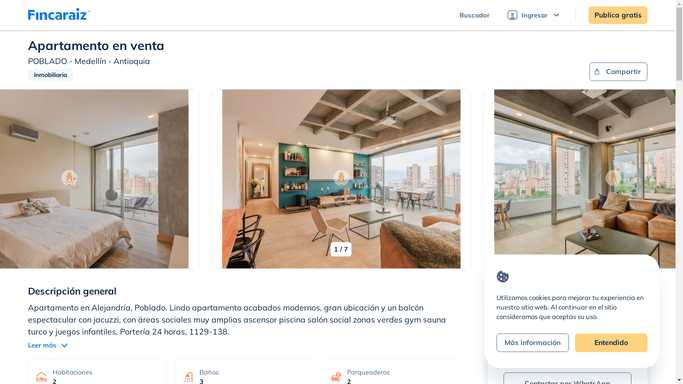 Fincaraiz
Buscador
Ingresar
Publica gratis
Apartamento en venta
POBLADO - Medellín - Antioquia
Inmobiliaria
Compartir
1 / 7
Descripción general
Apartamento en Alejandría, Poblado. Lindo apartamento acabados modernos, gran ubicación y un balcón
espectacular con jacuzzi, con áreas sociales muy amplias ascensor piscina salón social zonas verdes gym sauna
turco y juegos infantiles, Portería 24 horas, 1129-138.
Leer más
Habitaciones
2
Baños
3
Parqueaderos
2
Utilizamos cookies para mejorar tu experiencia en
nuestro sitio web. Al continuar en el sitio
consideramos que aceptas su uso.
Más información
Entendido
Contactar por WhatsApp